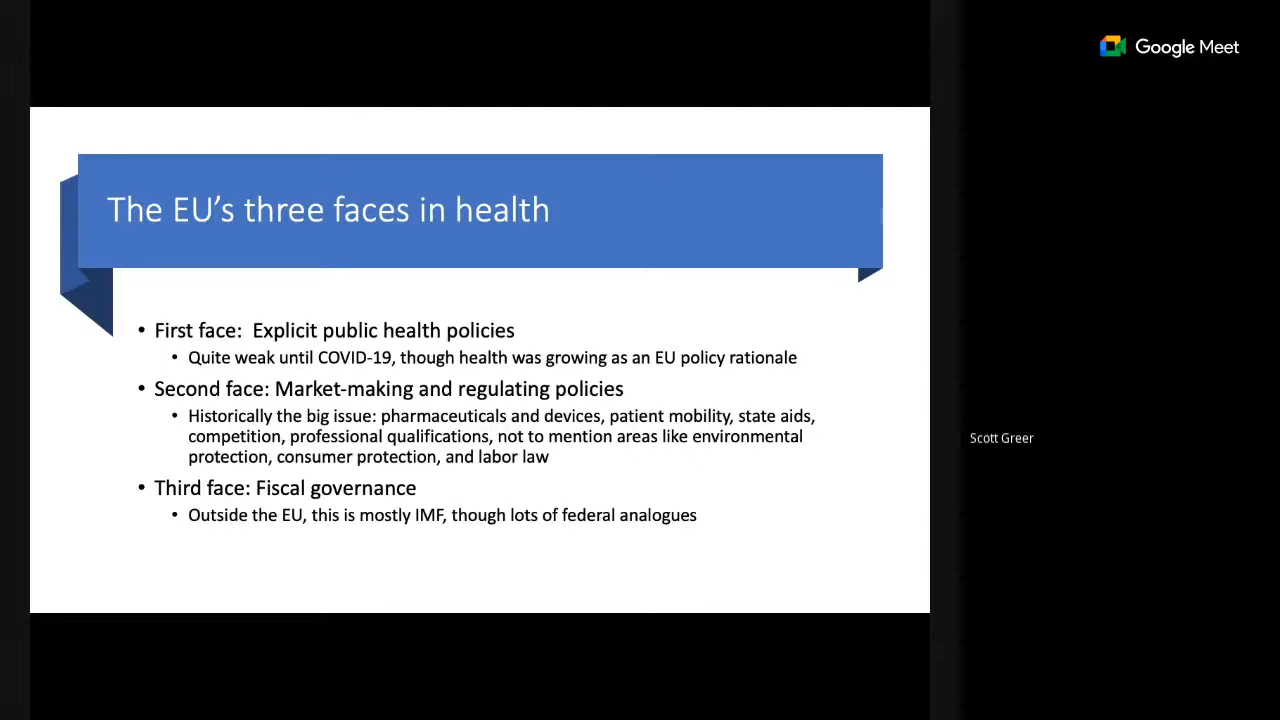 Google Meet
The EU's three faces in health
• First face:  Explicit public health policies
• Quite weak until COVID-19, though health was growing as an EU policy rationale
• Second face: Market-making and regulating policies
• Historically the big issue: pharmaceuticals and devices, patient mobility, state aids,
competition, professional qualifications, not to mention areas like environmental
protection, consumer protection, and labor law
• Third face: Fiscal governance
• Outside the EU, this is mostly IMF, though lots of federal analogues
Scott Greer